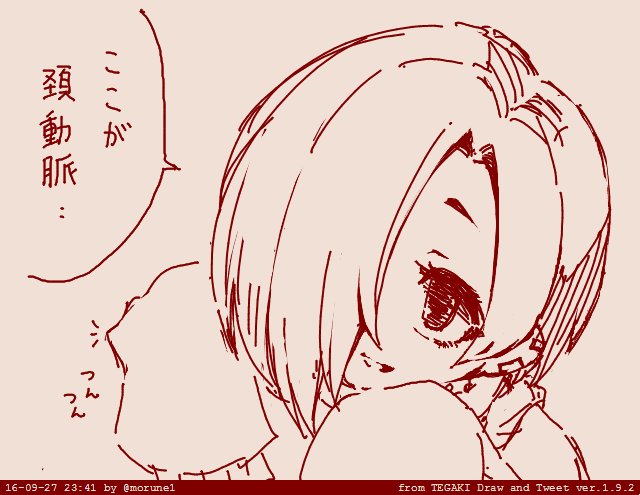 ここが
頚動脈…
つん
つん
16-09-27 23:41 by @morune1
from TEGAKI Draw and Tweet ver.1.9.2